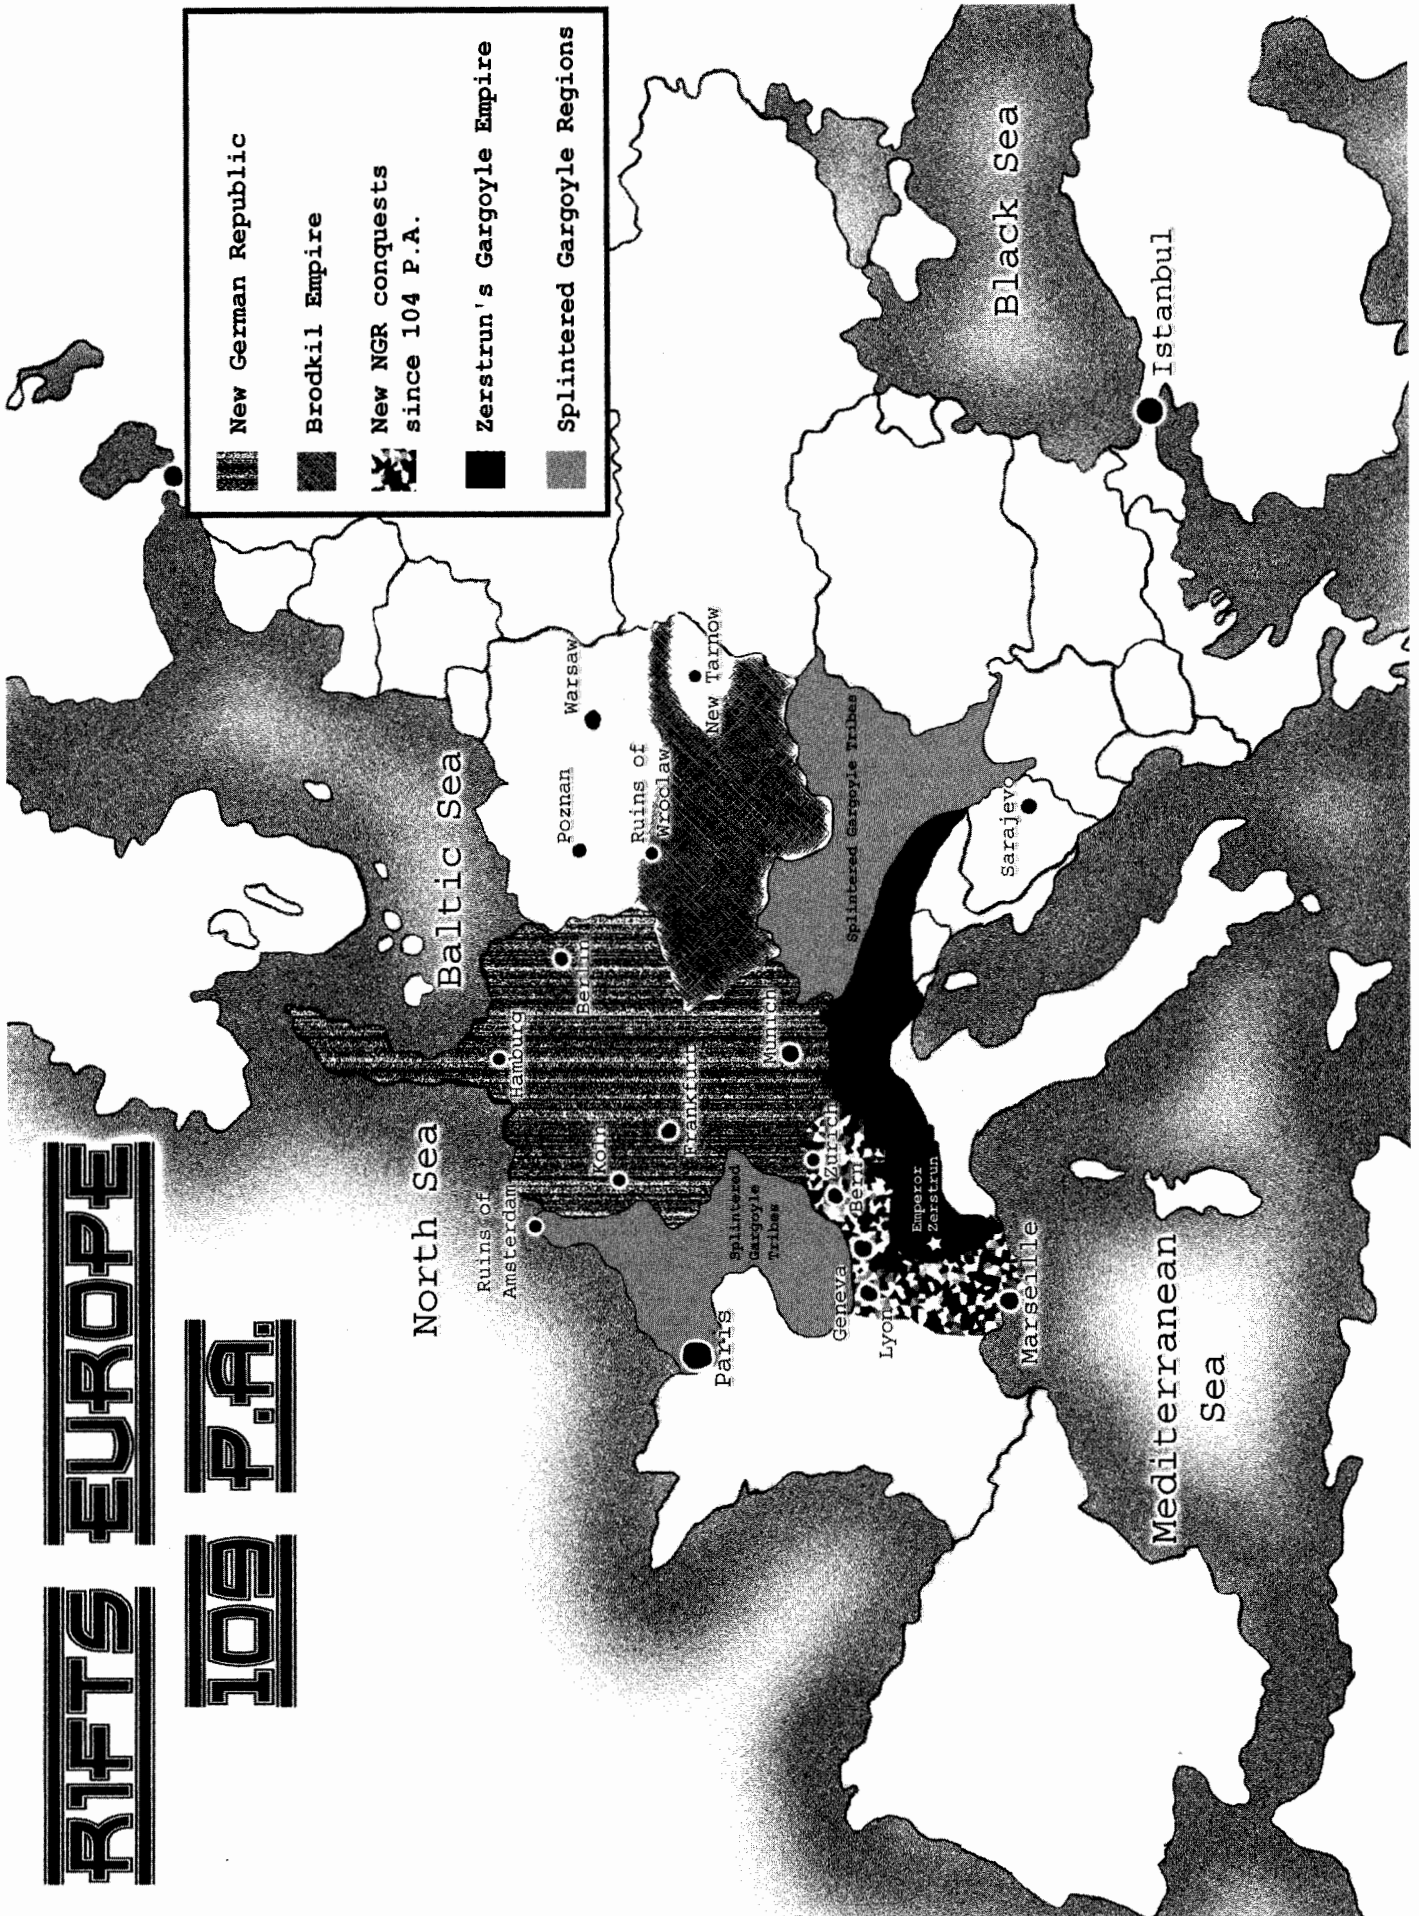 RIFTS EUROPE
109 P.A.
New German Republic
Brodkil Empire
New NGR conquests
since 104 P.A.
Zerstrun's Gargoyle Empire
Splintered Gargoyle Regions
North Sea
Baltic Sea
Ruins of
Amsterdam
Hamburg
Berlin
Poznan
Warsaw
Köln
Frankfurt
Ruins of
Wroclaw
New Tarnow
Paris
Splintered
Gargoyle
Tribes
Munich
Zurich
Bern
Geneva
Lyon
Splintered Gargoyle Tribes
Emperor
Zerstrun
Marseille
Sarajevo
Black Sea
Istanbul
Mediterranean
Sea